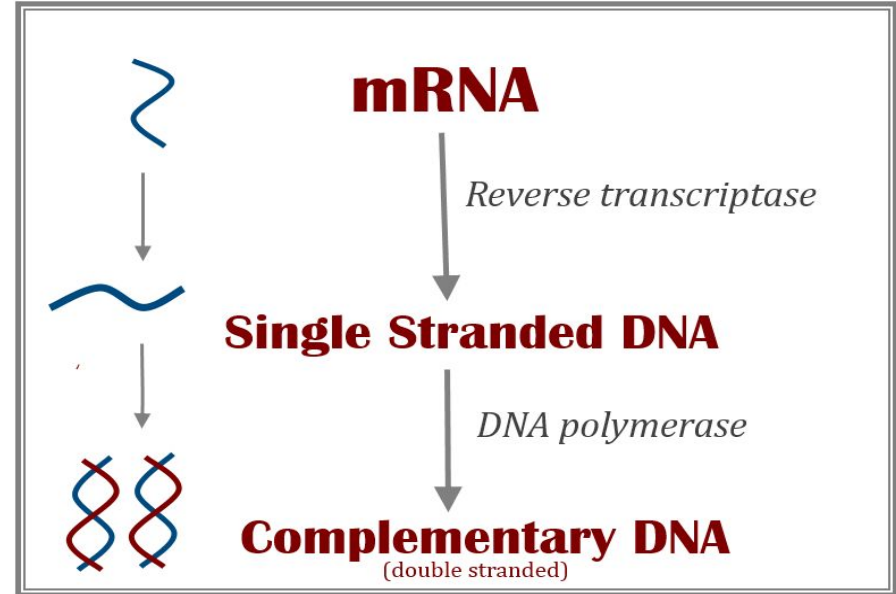 mRNA
Reverse transcriptase
Single Stranded DNA
DNA polymerase
Complementary DNA
(double stranded)